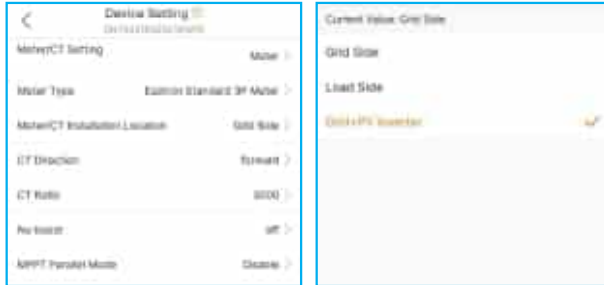 Device Setting
Meter/CT Setting
Meter
Meter Type
Eastron Standard 3P Meter
Meter/CT Installation Location
Grid Side
CT Direction
forward
CT Ratio
off
MPPT Parallel Mode
Disable
Current Value: Grid Side
Grid Side
Load Side
Grid+PV Inverter